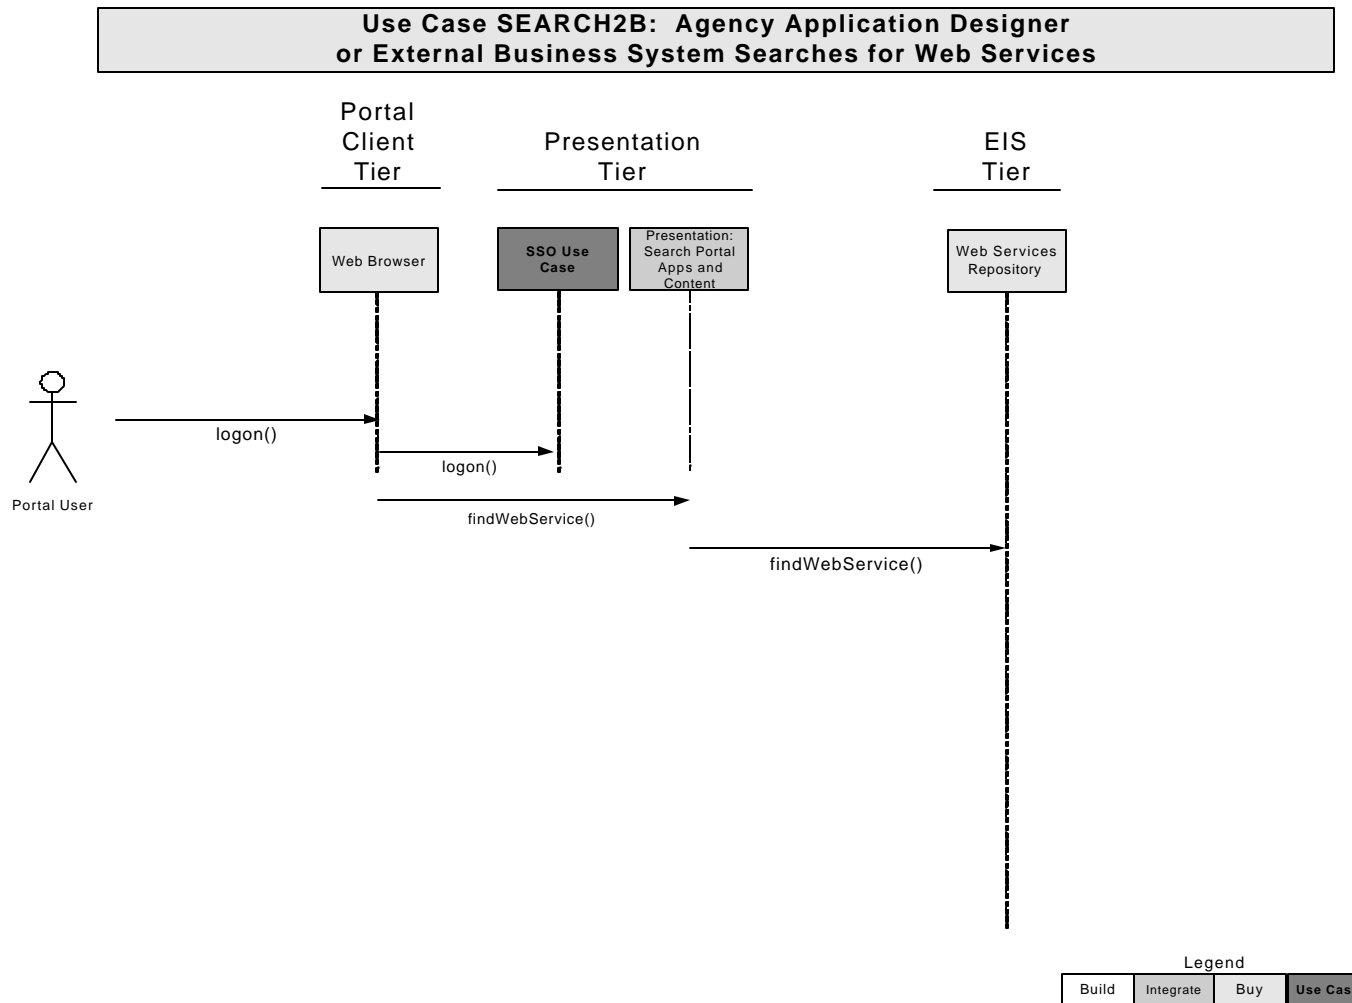 Use Case SEARCH2B: Agency Application Designer
or External Business System Searches for Web Services
Portal
Client
Tier
Presentation
Tier
EIS
Tier
Web Browser
SSO Use
Case
Presentation:
Search Portal
Apps and
Content
Web Services
Repository
logon()
logon()
Portal User
findWebService()
findWebService()
Legend
Build
Integrate
Buy
Use Cas